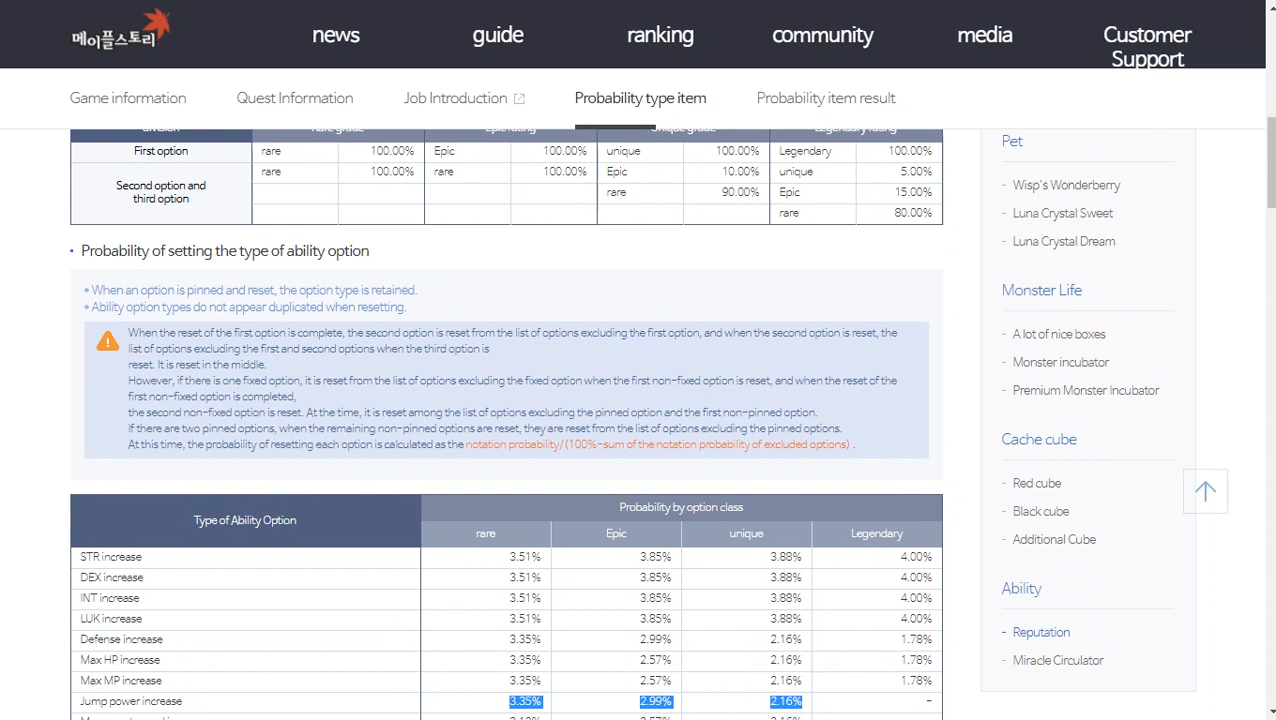 메이플스토리
news guide ranking community media Customer Support
Game information Quest Information Job Introduction Probability type item Probability item result
First option rare 100.00% Epic 100.00% unique 100.00% Legendary 100.00%
Second option and third option rare 100.00% rare 100.00% Epic 10.00% unique 5.00%
rare 90.00% Epic 15.00%
rare 80.00%
Probability of setting the type of ability option
When an option is pinned and reset, the option type is retained.
Ability option types do not appear duplicated when resetting.
When the reset of the first option is complete, the second option is reset from the list of options excluding the first option, and when the second option is reset, the
list of options excluding the first and second options when the third option is
reset. It is reset in the middle.
However, if there is one fixed option, it is reset from the list of options excluding the fixed option when the first non-fixed option is reset, and when the reset of the
first non-fixed option is completed,
the second non-fixed option is reset. At the time, it is reset among the list of options excluding the pinned option and the first non-pinned option.
If there are two pinned options, when the remaining non-pinned options are reset, they are reset from the list of options excluding the pinned options.
At this time, the probability of resetting each option is calculated as the notation probability/(100%-sum of the notation probability of excluded options) .
Type of Ability Option Probability by option class
rare Epic unique Legendary
STR increase 3.51% 3.85% 3.88% 4.00%
DEX increase 3.51% 3.85% 3.88% 4.00%
INT increase 3.51% 3.85% 3.88% 4.00%
LUK increase 3.51% 3.85% 3.88% 4.00%
Defense increase 3.35% 2.99% 2.16% 1.78%
Max HP increase 3.35% 2.57% 2.16% 1.78%
Max MP increase 3.35% 2.57% 2.16% 1.78%
Jump power increase 3.35% 2.99% 2.16% -
Pet
- Wisp's Wonderberry
- Luna Crystal Sweet
- Luna Crystal Dream
Monster Life
- A lot of nice boxes
- Monster incubator
- Premium Monster Incubator
Cache cube
- Red cube
- Black cube
- Additional Cube
Ability
- Reputation
- Miracle Circulator